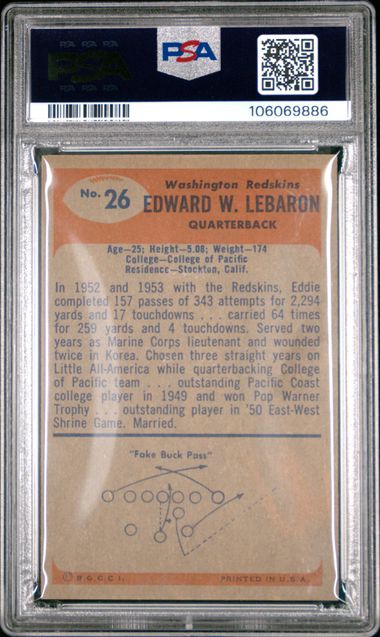 PSA
PSA
106069886
No. 26
Washington Redskins
EDWARD W. LEBARON
QUARTERBACK
Age—25; Height—5.08; Weight—174
College—College of Pacific
Residence—Stockton, Calif.
In 1952 and 1953 with the Redskins, Eddie
completed 157 passes of 343 attempts for 2,294
yards and 17 touchdowns . . . carried 64 times
for 259 yards and 4 touchdowns. Served two
years as Marine Corps lieutenant and wounded
twice in Korea. Chosen three straight years on
Little All-America while quarterbacking College
of Pacific team . . . outstanding Pacific Coast
college player in 1949 and won Pop Warner
Trophy . . . outstanding player in '50 East-West
Shrine Game. Married.
"Fake Buck Pass"
©B.G.C.C.I.
PRINTED IN U.S.A.